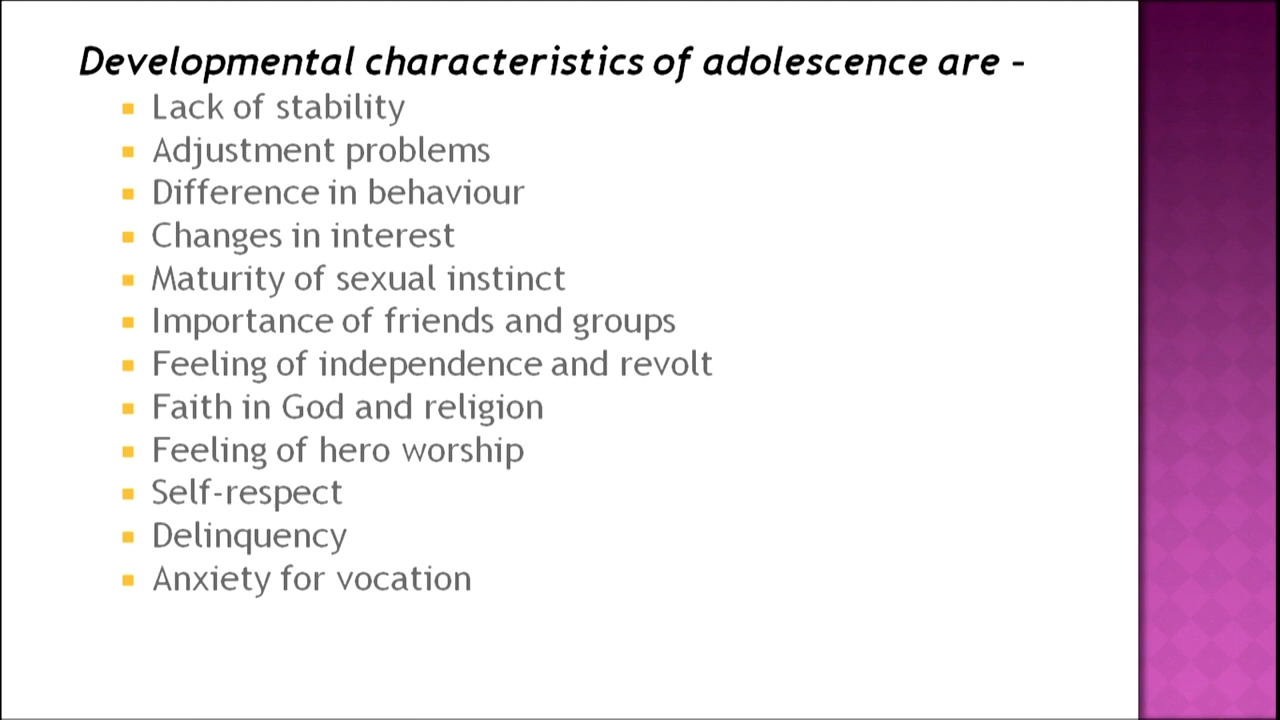 Developmental characteristics of adolescence are –
Lack of stability
Adjustment problems
Difference in behaviour
Changes in interest
Maturity of sexual instinct
Importance of friends and groups
Feeling of independence and revolt
Faith in God and religion
Feeling of hero worship
Self-respect
Delinquency
Anxiety for vocation